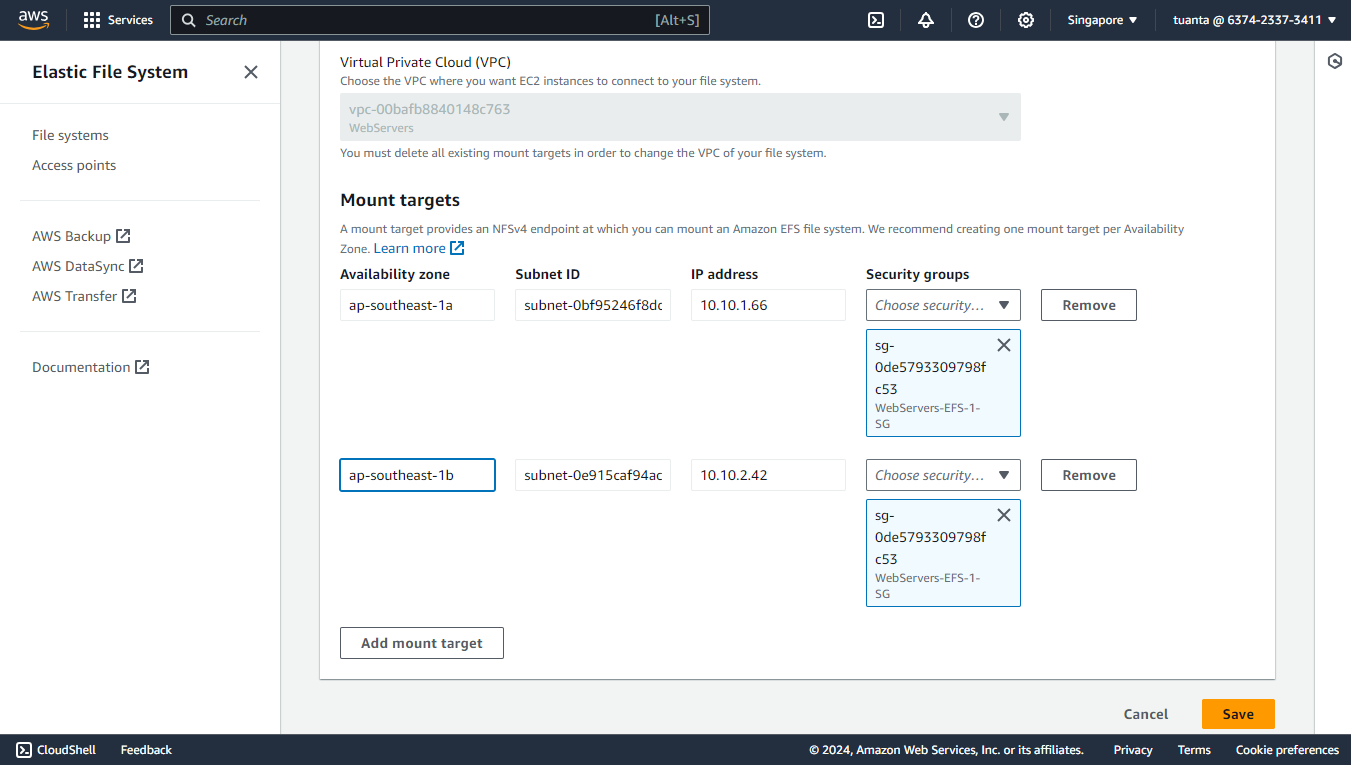 aws
Services
Search
[Alt+S]
Singapore ▼
tuanta @ 6374-2337-3411 ▼
Elastic File System
File systems
Access points
AWS Backup
AWS DataSync
AWS Transfer
Documentation
Virtual Private Cloud (VPC)
Choose the VPC where you want EC2 instances to connect to your file system.
vpc-00bafb8840148c763
WebServers
You must delete all existing mount targets in order to change the VPC of your file system.
Mount targets
A mount target provides an NFSv4 endpoint at which you can mount an Amazon EFS file system. We recommend creating one mount target per Availability
Zone. Learn more
Availability zone Subnet ID IP address Security groups
ap-southeast-1a subnet-0bf95246f8dc 10.10.1.66 Choose security... Remove
sg-
0de5793309798f
c53
WebServers-EFS-1-
SG
ap-southeast-1b subnet-0e915caf94ac 10.10.2.42 Choose security... Remove
sg-
0de5793309798f
c53
WebServers-EFS-1-
SG
Add mount target
Cancel Save
CloudShell Feedback © 2024, Amazon Web Services, Inc. or its affiliates. Privacy Terms Cookie preferences